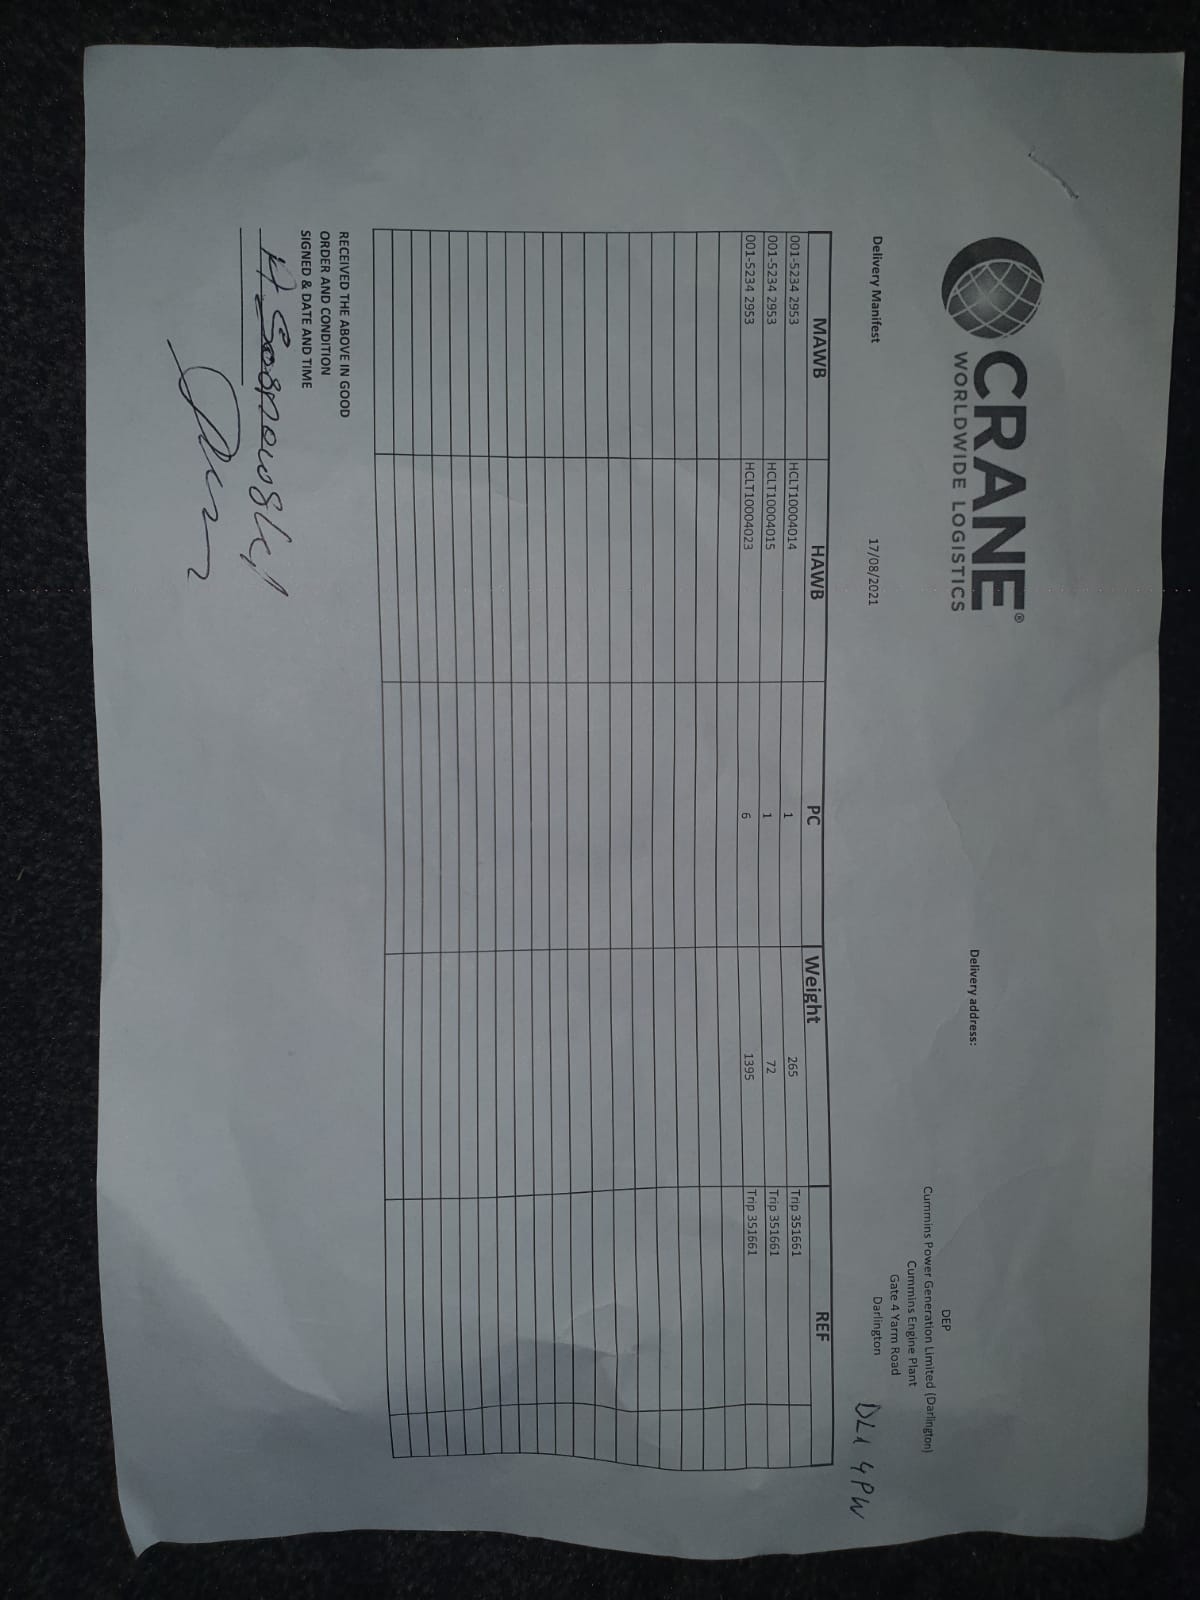 CRANE®
WORLDWIDE LOGISTICS
Delivery address:
DEP
Cummins Power Generation Limited (Darlington)
Cummins Engine Plant
Gate 4 Yarm Road
Darlington
DL1 4PW
Delivery Manifest 17/08/2021
MAWB HAWB PC Weight REF
001-5234 2953 HCLT10004014 1 265 Trip 351661
001-5234 2953 HCLT10004015 1 72 Trip 351661
001-5234 2953 HCLT10004023 6 1395 Trip 351661
RECEIVED THE ABOVE IN GOOD
ORDER AND CONDITION
SIGNED & DATE AND TIME